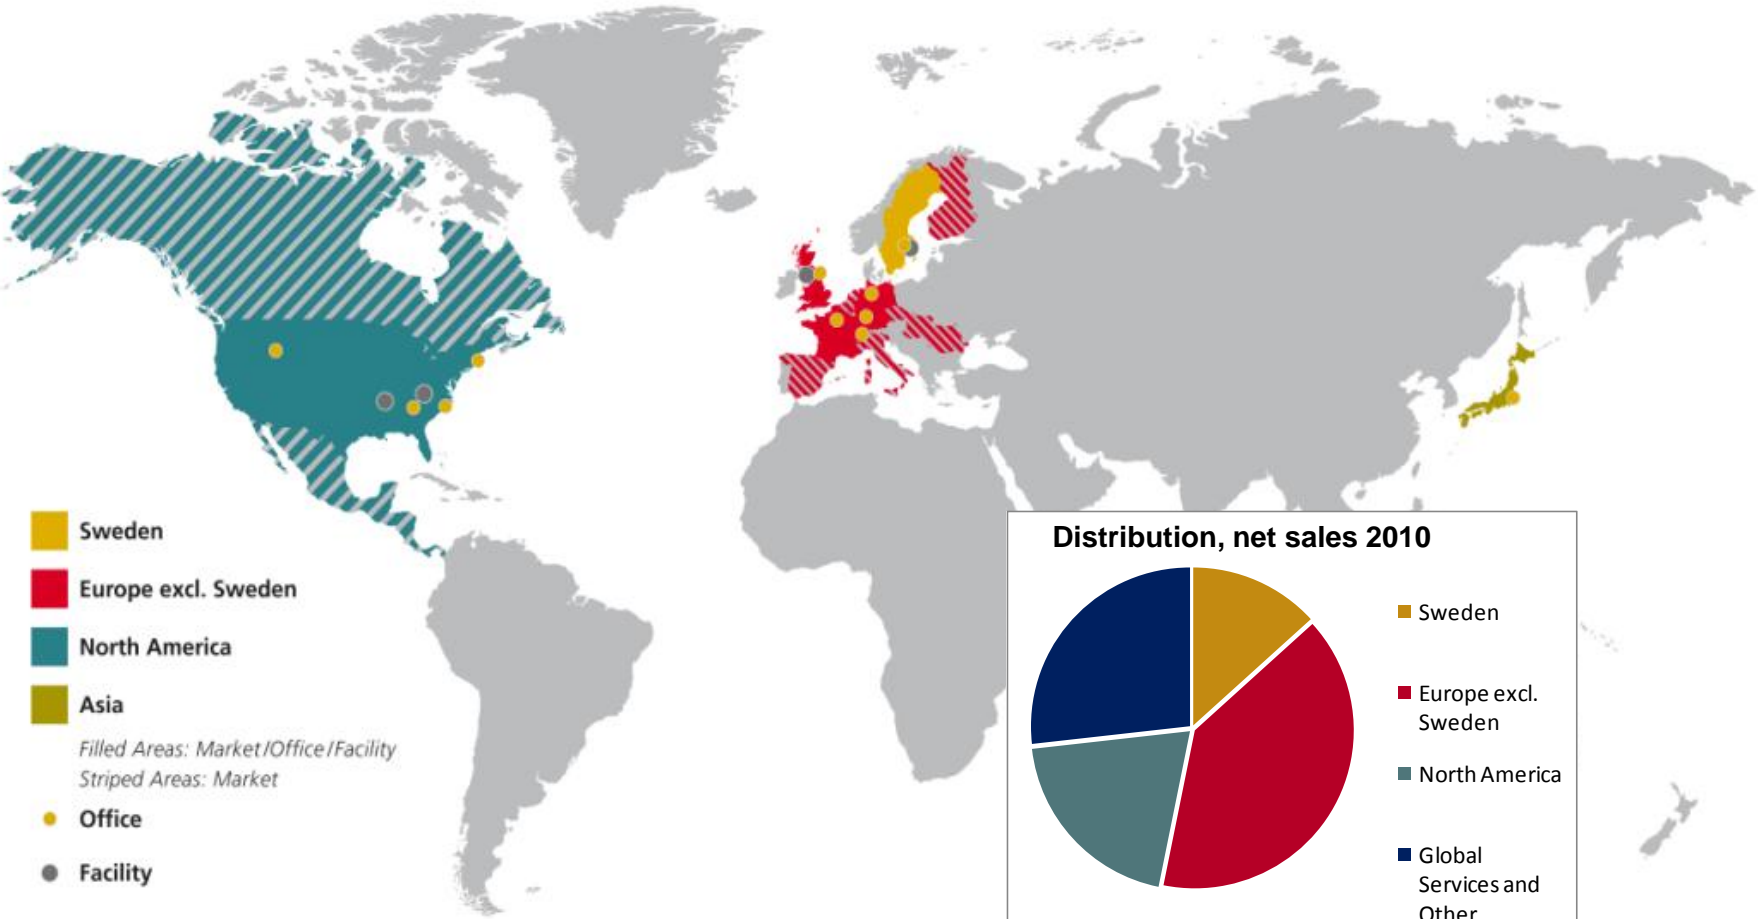 Sweden
Europe excl. Sweden
North America
Asia
Filled Areas: Market/Office/Facility
Striped Areas: Market
Office
Facility
Distribution, net sales 2010
Sweden
Europe excl.
Sweden
North America
Global
Services and
Other